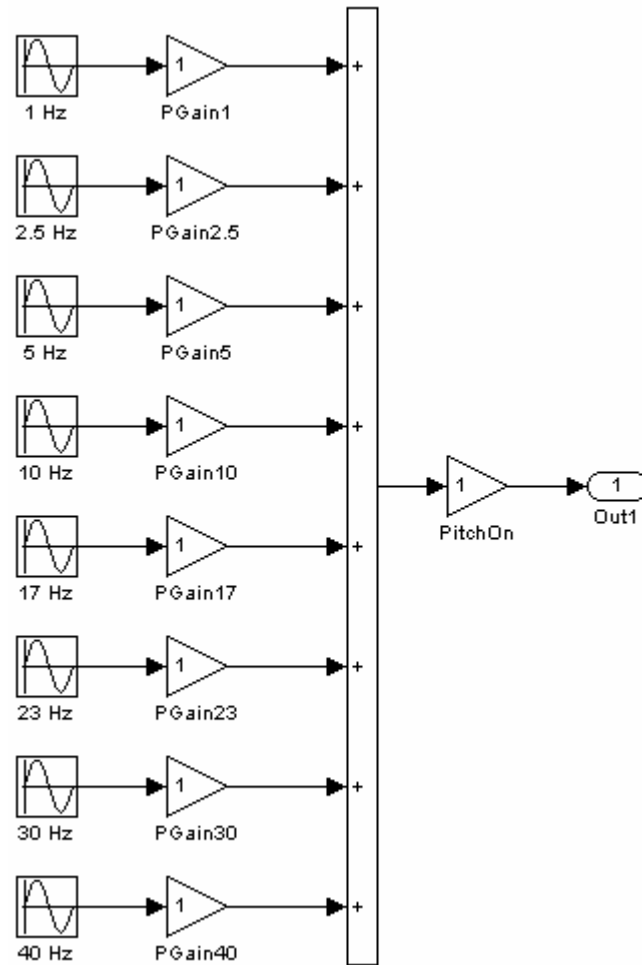 1 +
1 Hz PGain1
1 +
2.5 Hz PGain2.5
1 +
5 Hz PGain5
1 +
10 Hz PGain10
1 1
PitchOn Out1
1 +
17 Hz PGain17
1 +
23 Hz PGain23
1 +
30 Hz PGain30
1 +
40 Hz PGain40